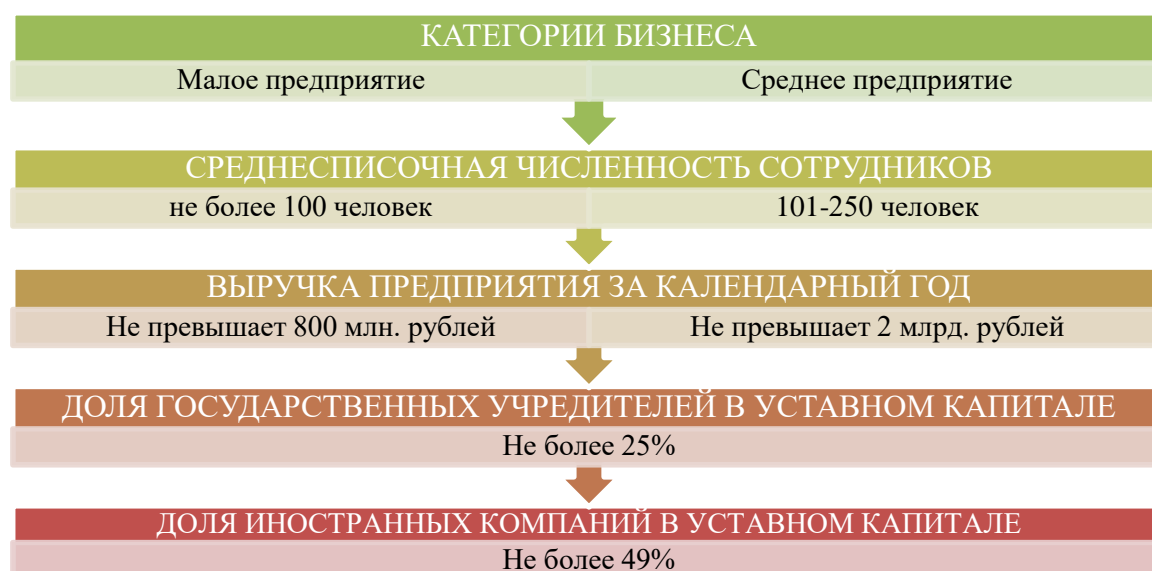 КАТЕГОРИИ БИЗНЕСА
Малое предприятие
Среднее предприятие
СРЕДНЕСПИСОЧНАЯ ЧИСЛЕННОСТЬ СОТРУДНИКОВ
не более 100 человек
101-250 человек
ВЫРУЧКА ПРЕДПРИЯТИЯ ЗА КАЛЕНДАРНЫЙ ГОД
Не превышает 800 млн. рублей
Не превышает 2 млрд. рублей
ДОЛЯ ГОСУДАРСТВЕННЫХ УЧРЕДИТЕЛЕЙ В УСТАВНОМ КАПИТАЛЕ
Не более 25%
ДОЛЯ ИНОСТРАННЫХ КОМПАНИЙ В УСТАВНОМ КАПИТАЛЕ
Не более 49%